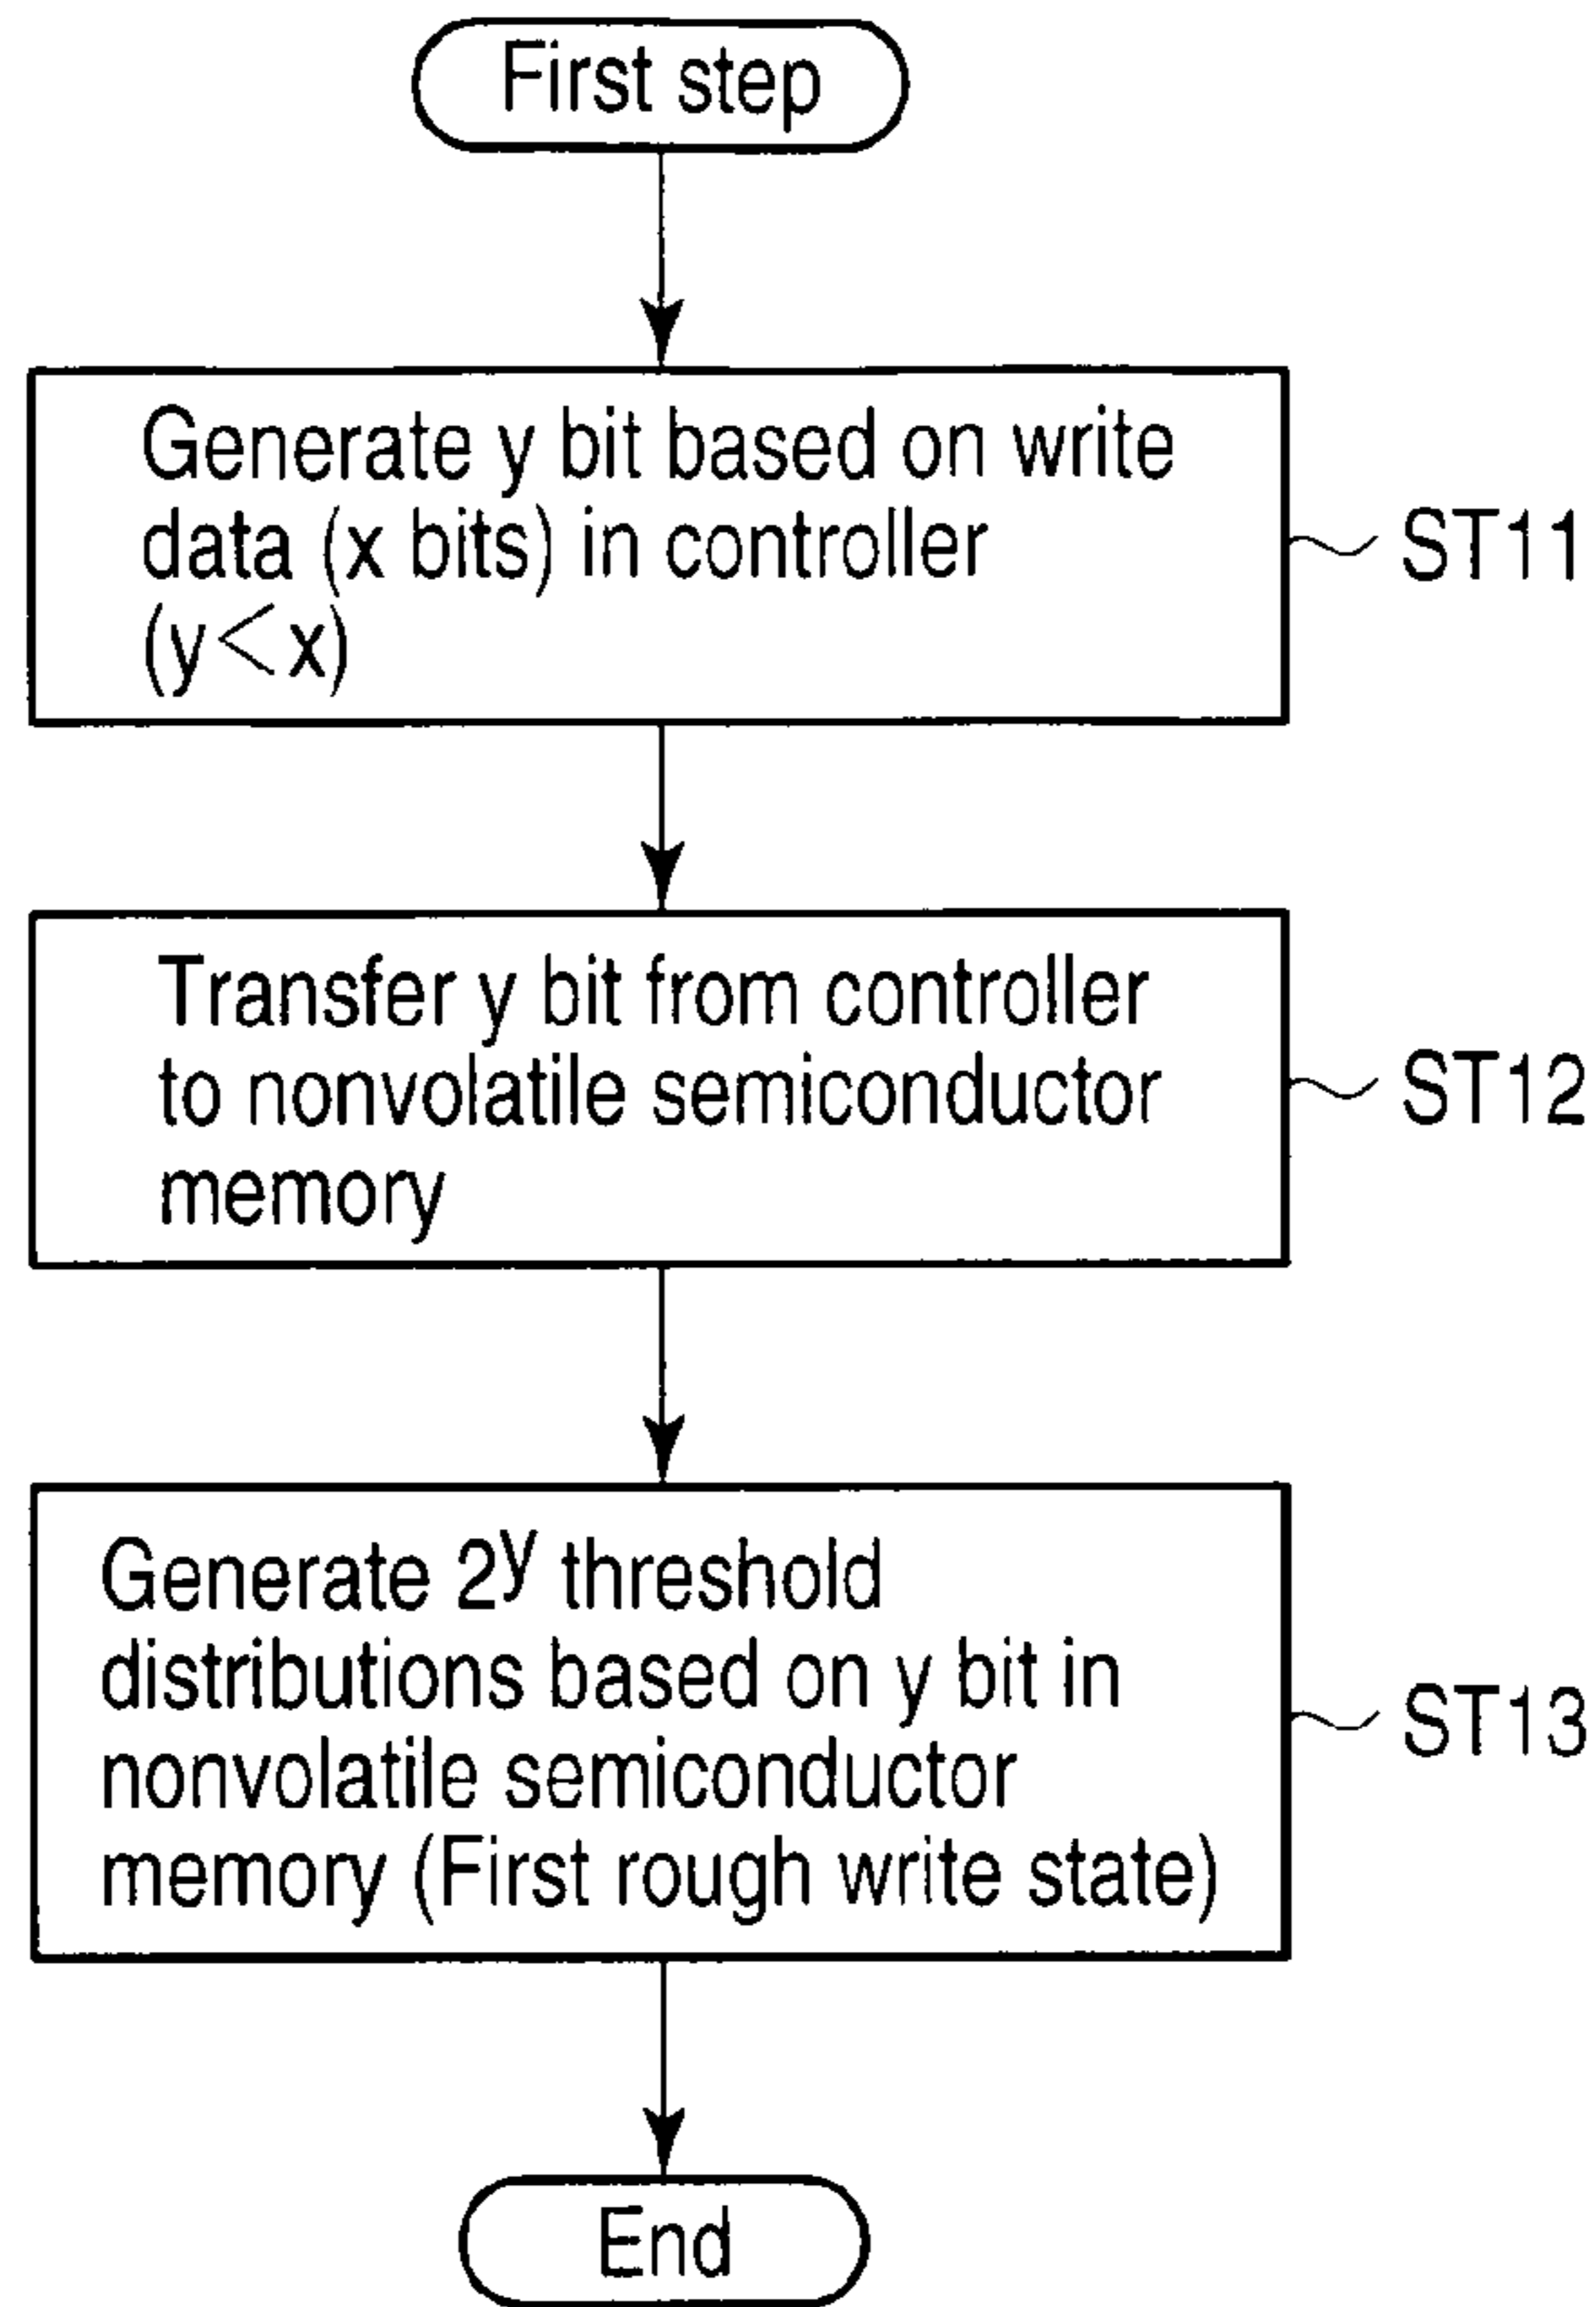 First step
Generate y bit based on write
data (x bits) in controller
(y<x)
ST11
Transfer y bit from controller
to nonvolatile semiconductor
memory
ST12
Generate 2^y threshold
distributions based on y bit in
nonvolatile semiconductor
memory (First rough write state)
ST13
End